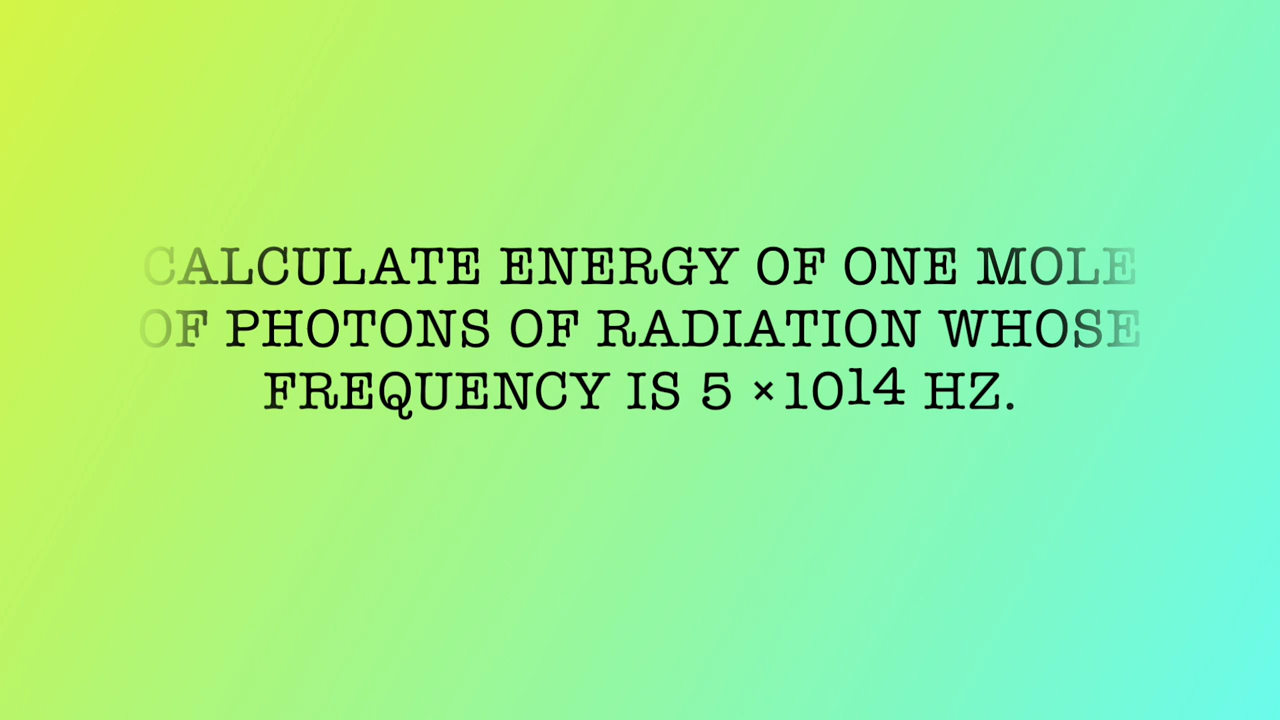 CALCULATE ENERGY OF ONE MOLE
OF PHOTONS OF RADIATION WHOSE
FREQUENCY IS 5 ×10¹⁴ HZ.